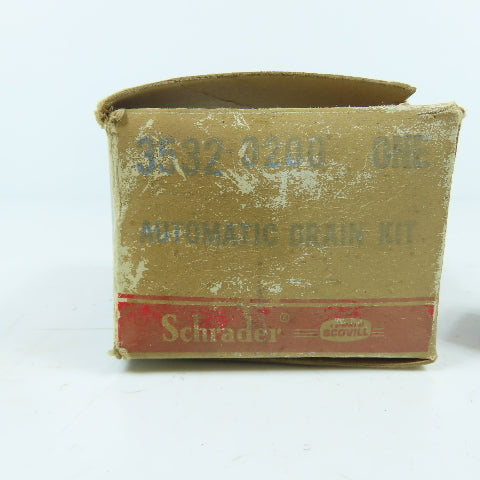 3532 0200 ONE
AUTOMATIC DRAIN KIT
Schrader® SCOVILL